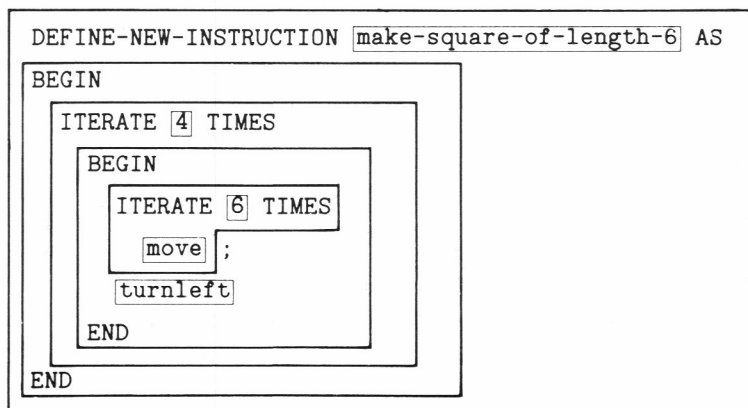 DEFINE-NEW-INSTRUCTION make-square-of-length-6 AS
BEGIN
ITERATE 4 TIMES
BEGIN
ITERATE 6 TIMES
move ;
turnleft
END
END